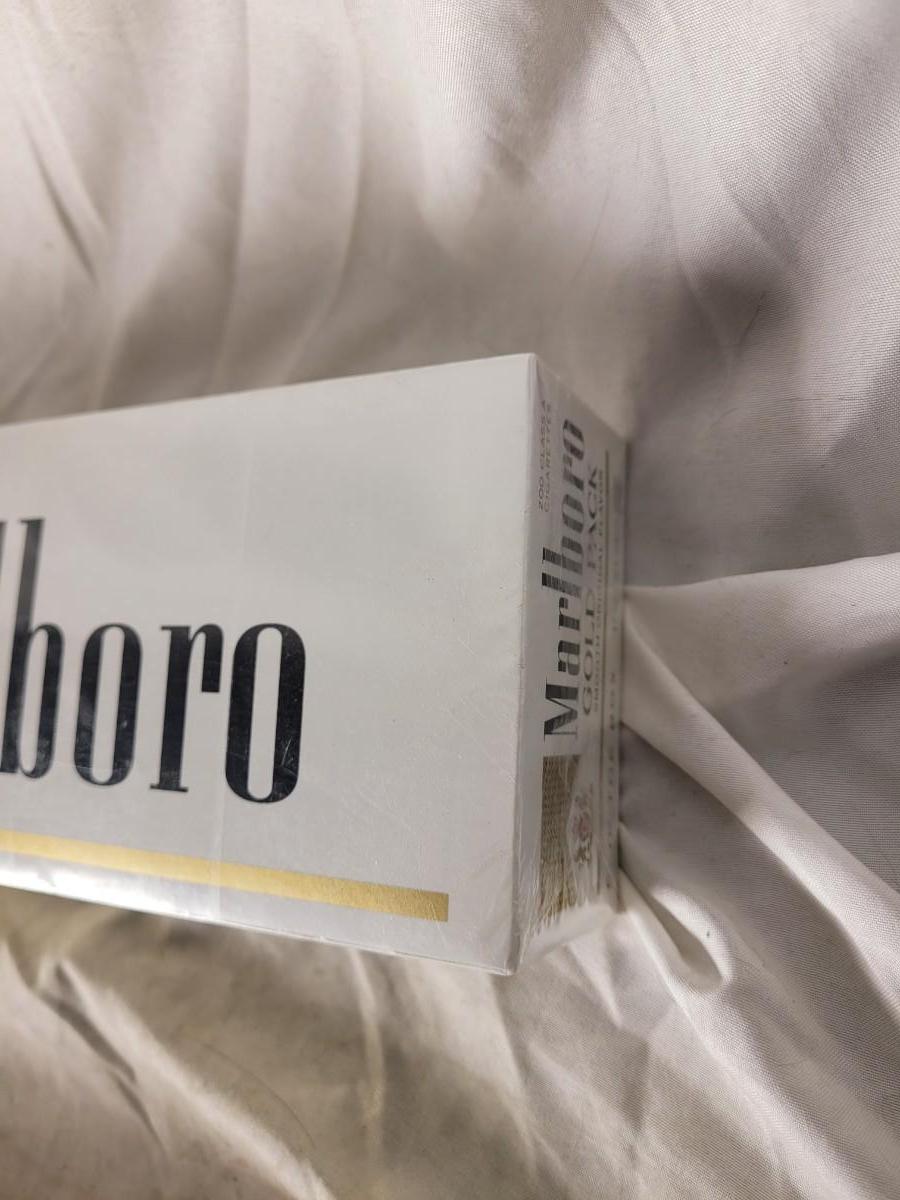 lboro
200 CLASS A
CIGARETTES
Marlboro
GOLD PACK